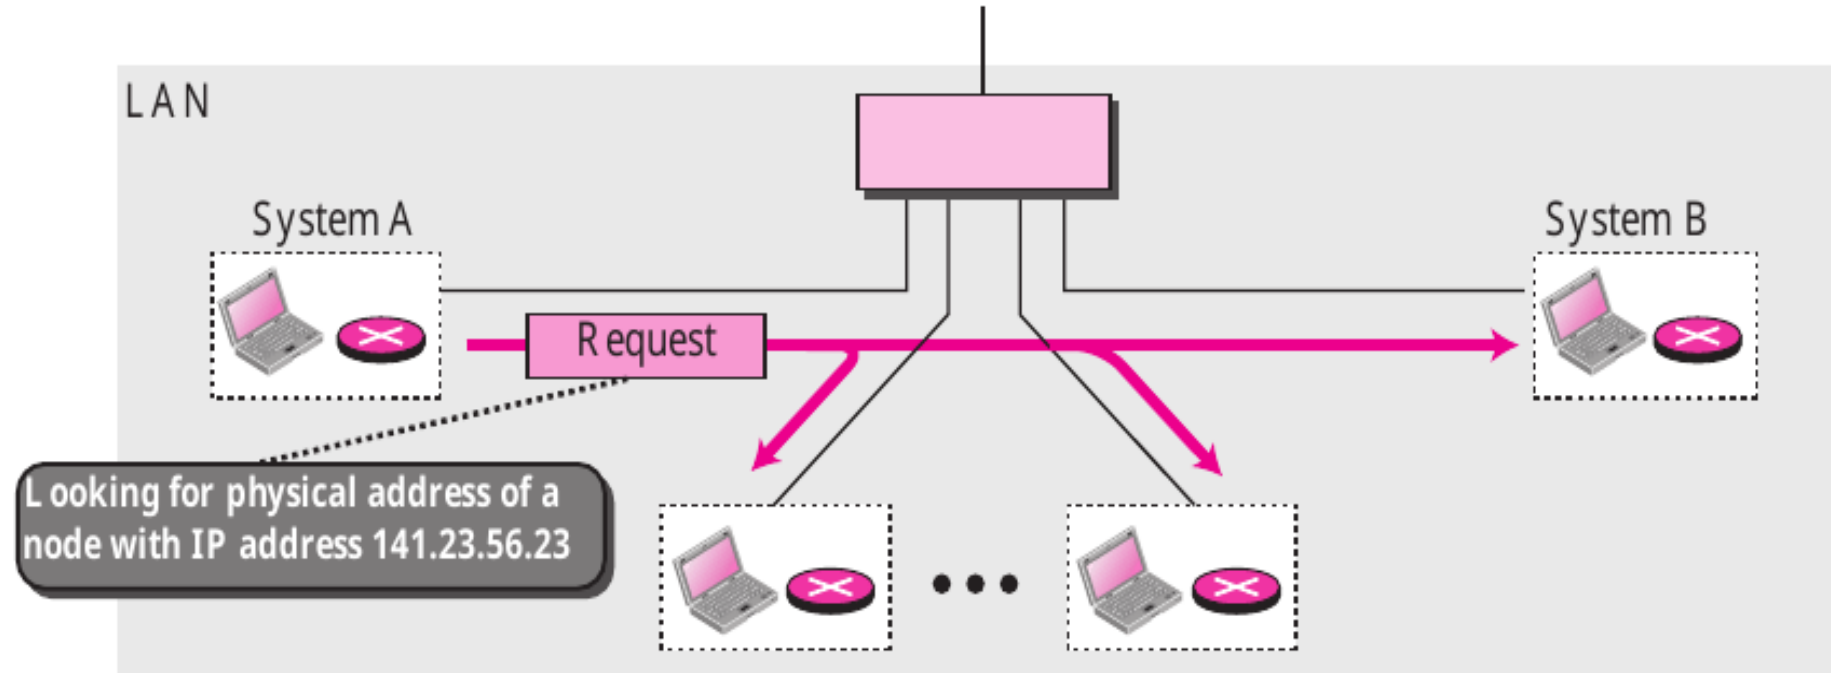 LAN
System A
System B
Request
Looking for physical address of a
node with IP address 141.23.56.23